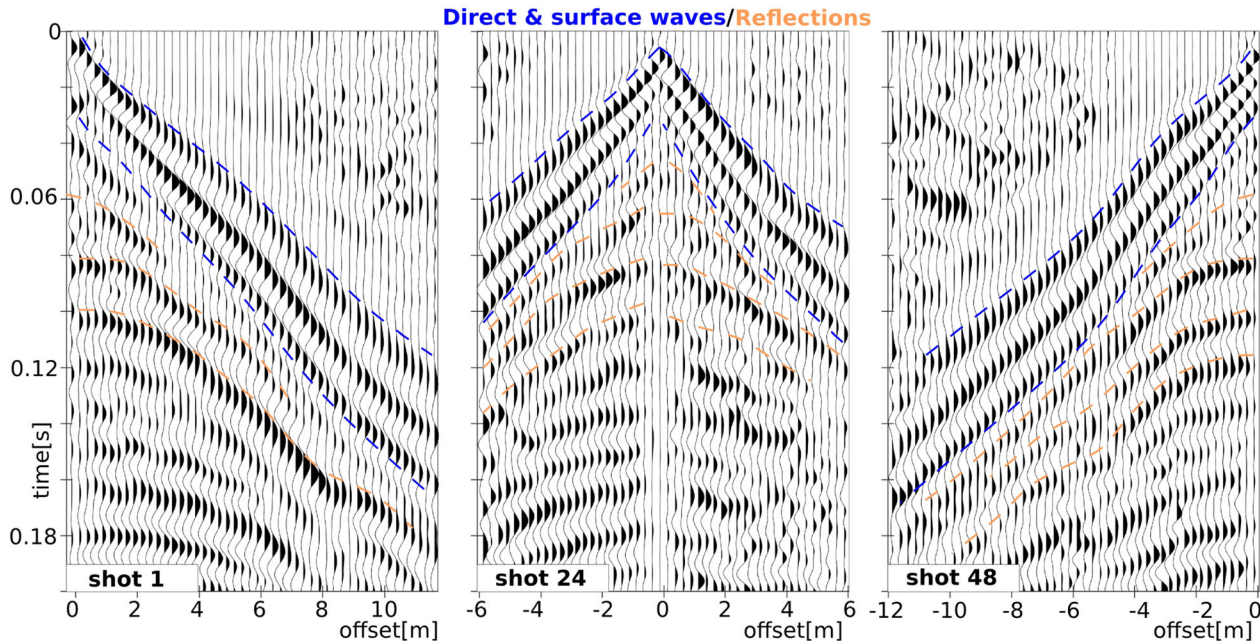 Direct & surface waves/Reflections
0
0.06
0.12
0.18
time[s]
shot 1
shot 24
shot 48
0 2 4 6 8 10
-6 -4 -2 0 2 4 6
-12 -10 -8 -6 -4 -2 0
offset[m]
offset[m]
offset[m]